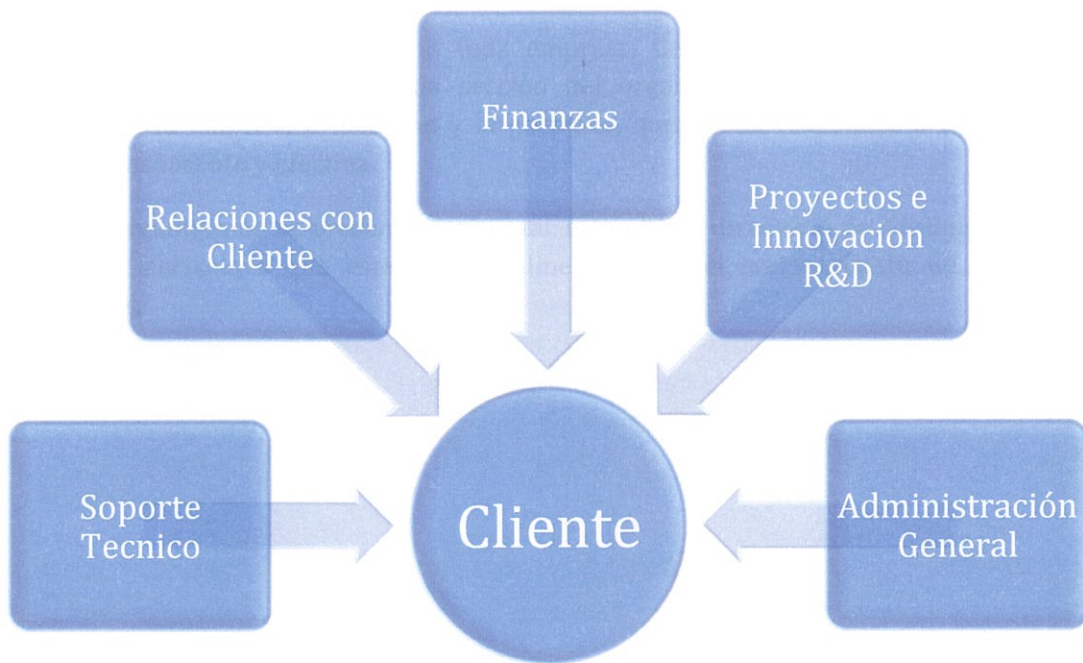 Finanzas
Relaciones con
Cliente
Proyectos e
Innovacion
R&D
Soporte
Tecnico
Cliente
Administración
General